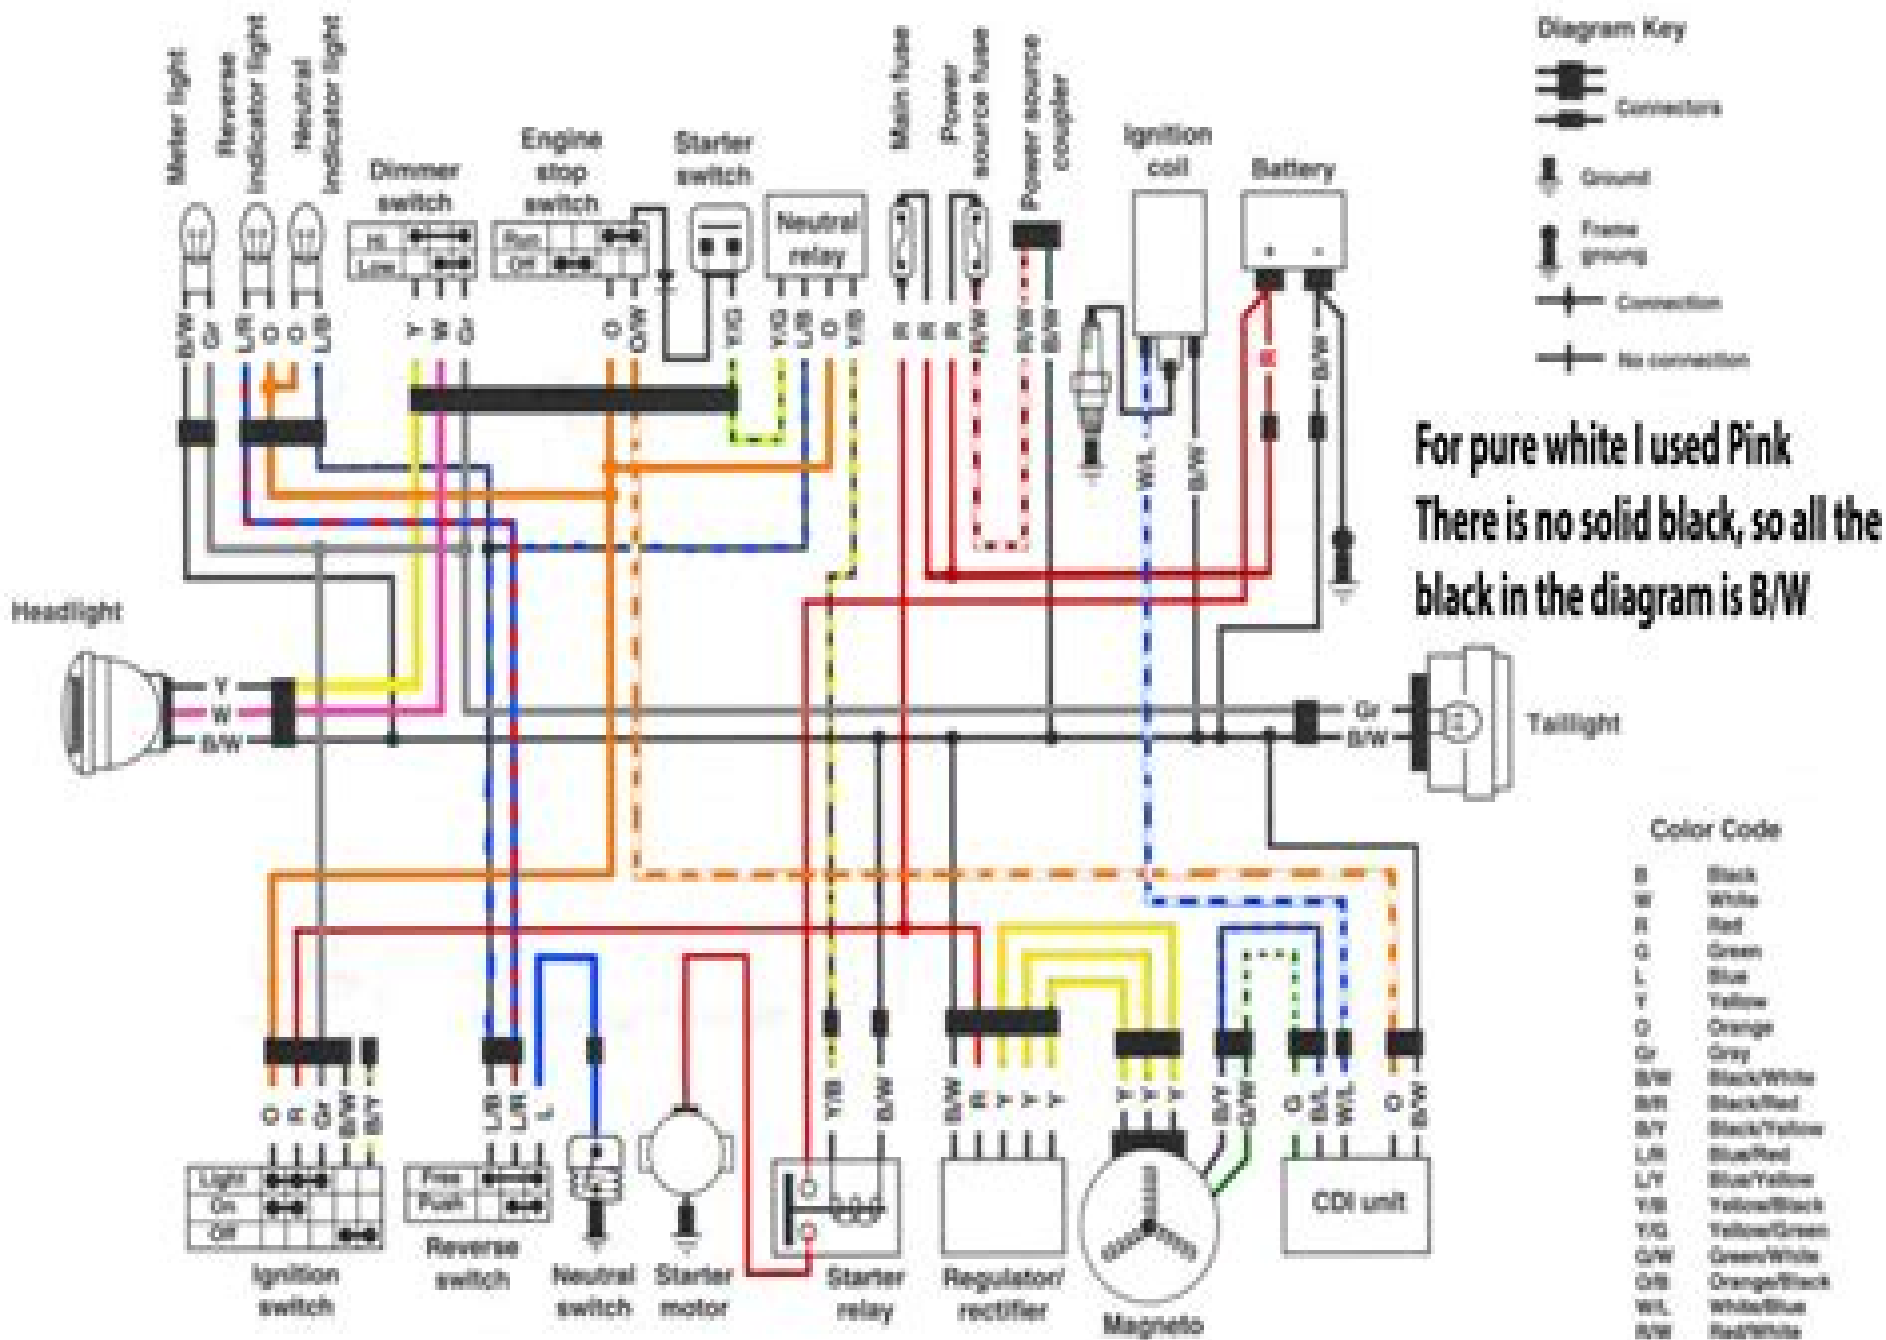 Meter light
Reverse
indicator light
Neutral
indicator light
Dimmer
switch
Hi
Low
Engine
stop
switch
Run
Off
Starter
switch
Neutral
relay
Main fuse
Power
source fuse
Power source
coupler
Ignition
coil
Battery
+ -
Diagram Key
Connectors
Ground
Frame
groung
Connection
No connection
B/W Gr L/R O O L/B Y W Gr O O/W Y/G Y/G L/B O Y/B R R R R/W R/W B/W R B/W
W/L B/W
For pure white I used Pink
There is no solid black, so all the
black in the diagram is B/W
Headlight
Y
W
B/W
Gr
B/W
Taillight
Color Code
B Black
W White
R Red
G Green
L Blue
Y Yellow
O Orange
Gr Gray
B/W Black/White
B/R Black/Red
B/Y Black/Yellow
L/R Blue/Red
L/Y Blue/Yellow
Y/B Yellow/Black
Y/G Yellow/Green
G/W Green/White
O/B Orange/Black
W/L White/Blue
R/W Red/White
O R Gr B/W B/Y L/B L/R L Y/B B/W B/W R Y Y Y Y Y Y B/Y G/W G B/L W/L O B/W
Light
On
Off
Ignition
switch
Free
Push
Reverse
switch
Neutral
switch
Starter
motor
Starter
relay
Regulator/
rectifier
Magneto
CDI unit